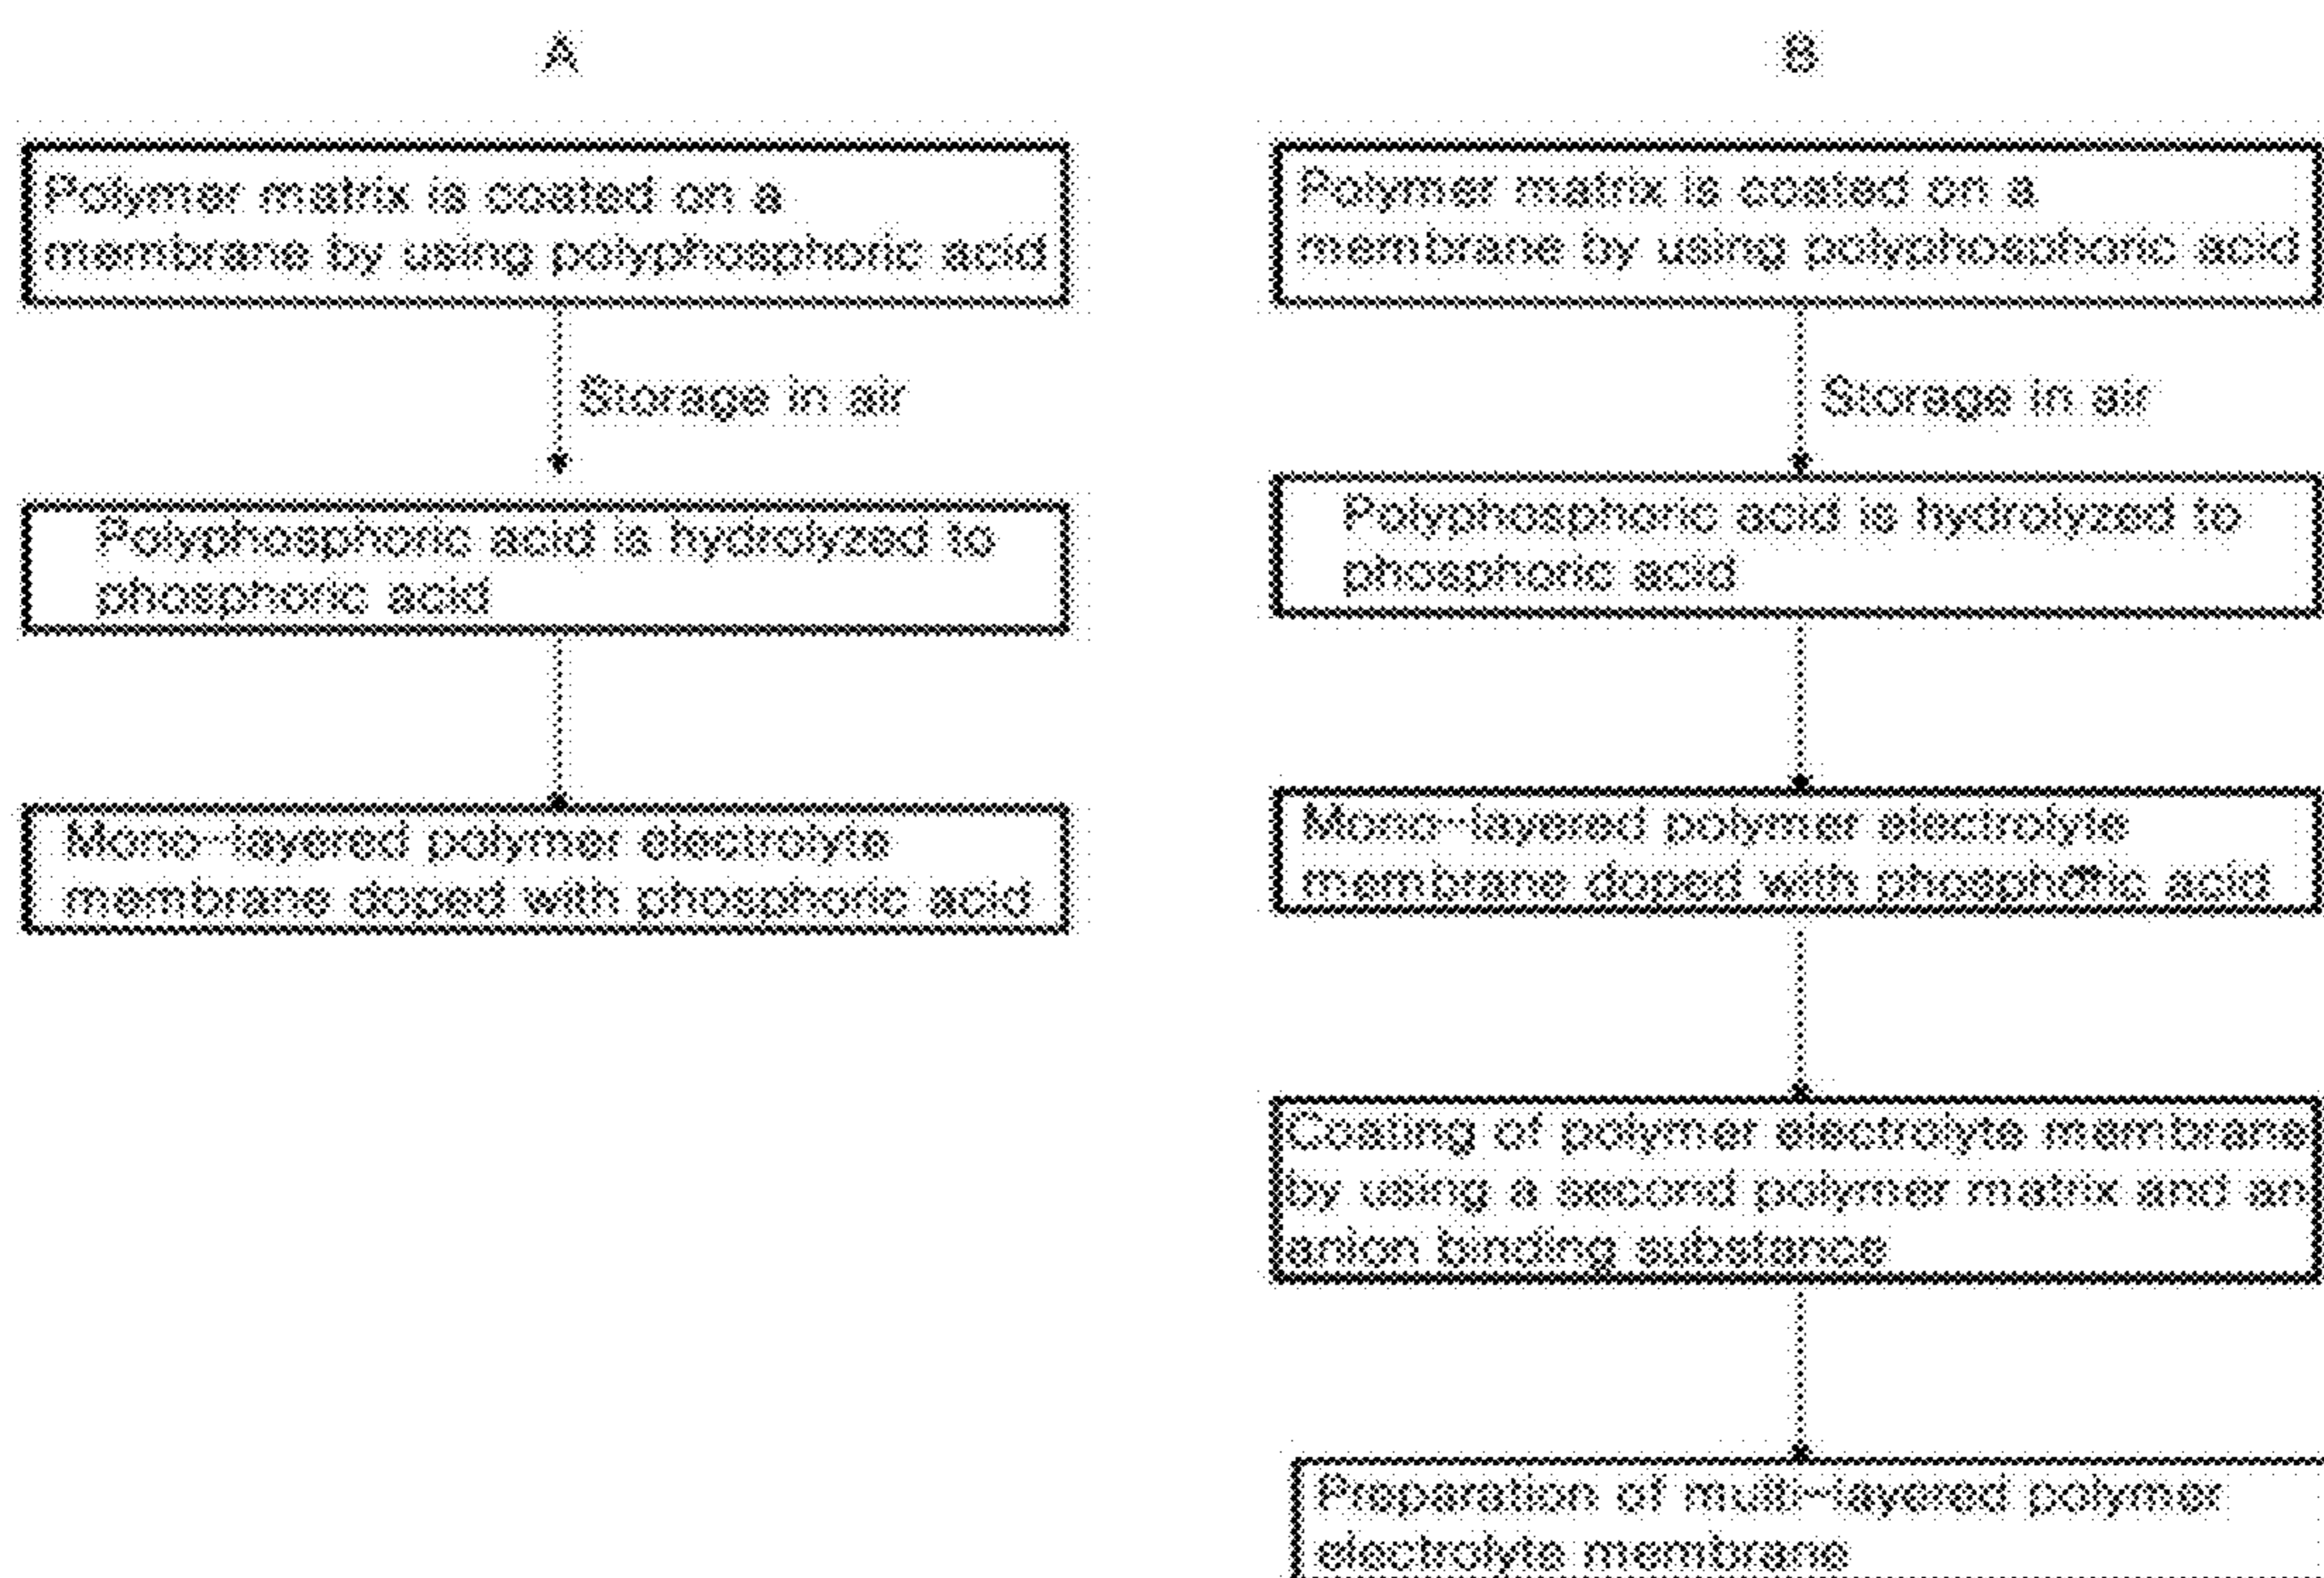 A
Polymer matrix is coated on a
membrane by using polyphosphoric acid
Storage in air
Polyphosphoric acid is hydrolyzed to
phosphoric acid
Mono-layered polymer electrolyte
membrane doped with phosphoric acid
B
Polymer matrix is coated on a
membrane by using polyphosphoric acid
Storage in air
Polyphosphoric acid is hydrolyzed to
phosphoric acid
Mono-layered polymer electrolyte
membrane doped with phosphoric acid
Coating of polymer electrolyte membrane
by using a second polymer matrix and an
anion binding substance
Preparation of multi-layered polymer
electrolyte membrane